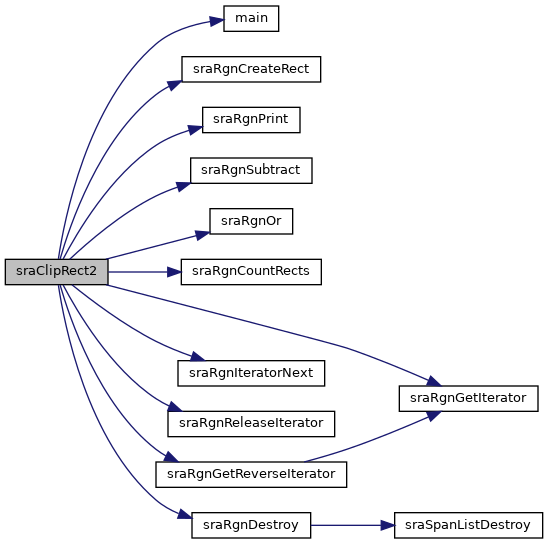 main
sraRgnCreateRect
sraRgnPrint
sraRgnSubtract
sraRgnOr
sraClipRect2
sraRgnCountRects
sraRgnIteratorNext
sraRgnGetIterator
sraRgnReleaseIterator
sraRgnGetReverseIterator
sraRgnDestroy
sraSpanListDestroy